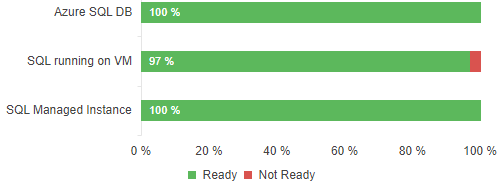 Azure SQL DB
100 %
SQL running on VM
97 %
SQL Managed Instance
100 %
0 % 20 % 40 % 60 % 80 % 100 %
Ready Not Ready